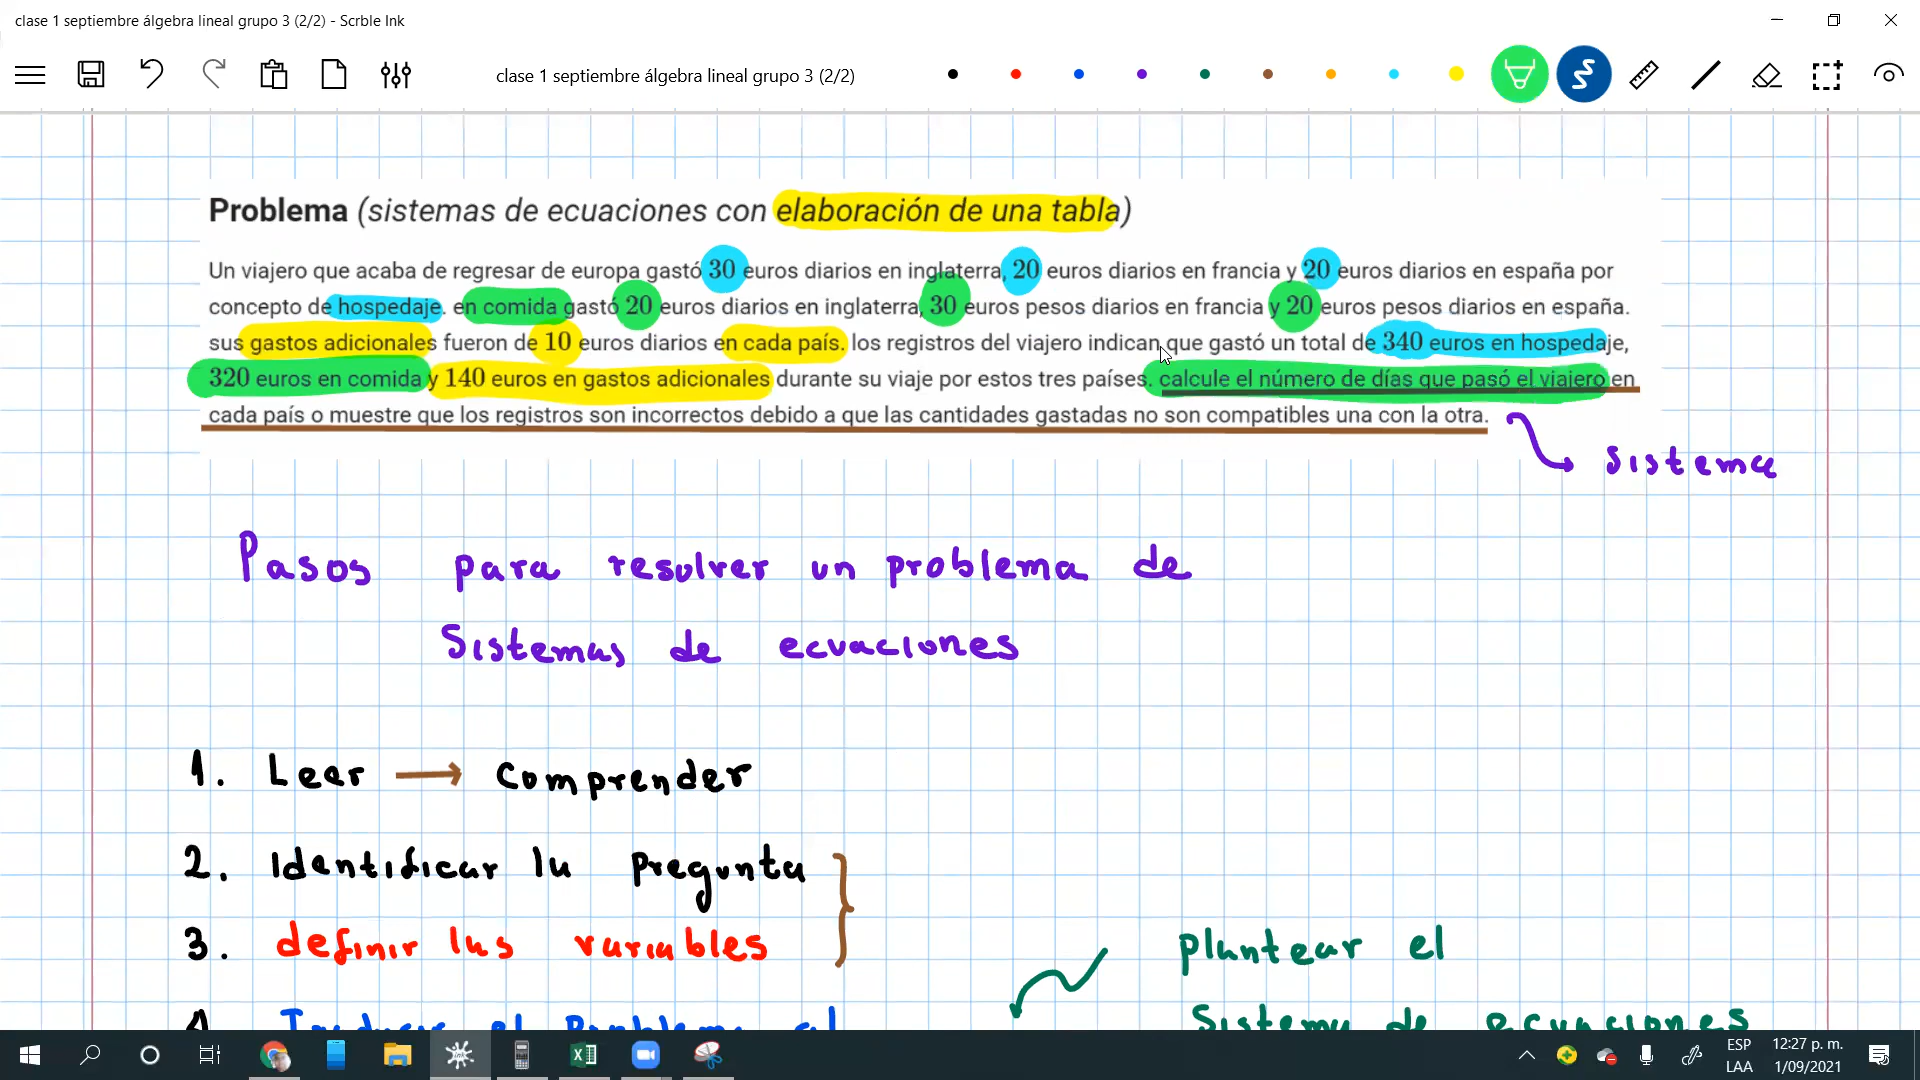 clase 1 septiembre álgebra lineal grupo 3 (2/2) - Scrble Ink
clase 1 septiembre álgebra lineal grupo 3 (2/2)
Problema (sistemas de ecuaciones con elaboración de una tabla)
Un viajero que acaba de regresar de europa gastó 30 euros diarios en inglaterra, 20 euros diarios en francia y 20 euros diarios en españa por
concepto de hospedaje. en comida gastó 20 euros diarios en inglaterra, 30 euros pesos diarios en francia y 20 euros pesos diarios en españa.
sus gastos adicionales fueron de 10 euros diarios en cada país. los registros del viajero indican que gastó un total de 340 euros en hospedaje,
320 euros en comida y 140 euros en gastos adicionales durante su viaje por estos tres países. calcule el número de días que pasó el viajero en
cada país o muestre que los registros son incorrectos debido a que las cantidades gastadas no son compatibles una con la otra.
Sistema
Pasos para resolver un problema de
Sistemas de ecuaciones
1. Leer → Comprender
2. Identificar la pregunta
3. definir las variables
plantear el
4. Traducir el Problema al
Sistema de ecuaciones
ESP
LAA
12:27 p. m.
1/09/2021